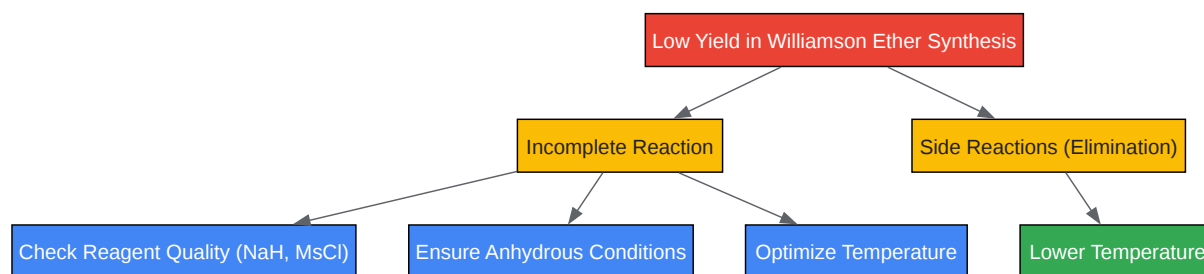 Low Yield in Williamson Ether Synthesis
Incomplete Reaction
Side Reactions (Elimination)
Check Reagent Quality (NaH, MsCl)
Ensure Anhydrous Conditions
Optimize Temperature
Lower Temperature